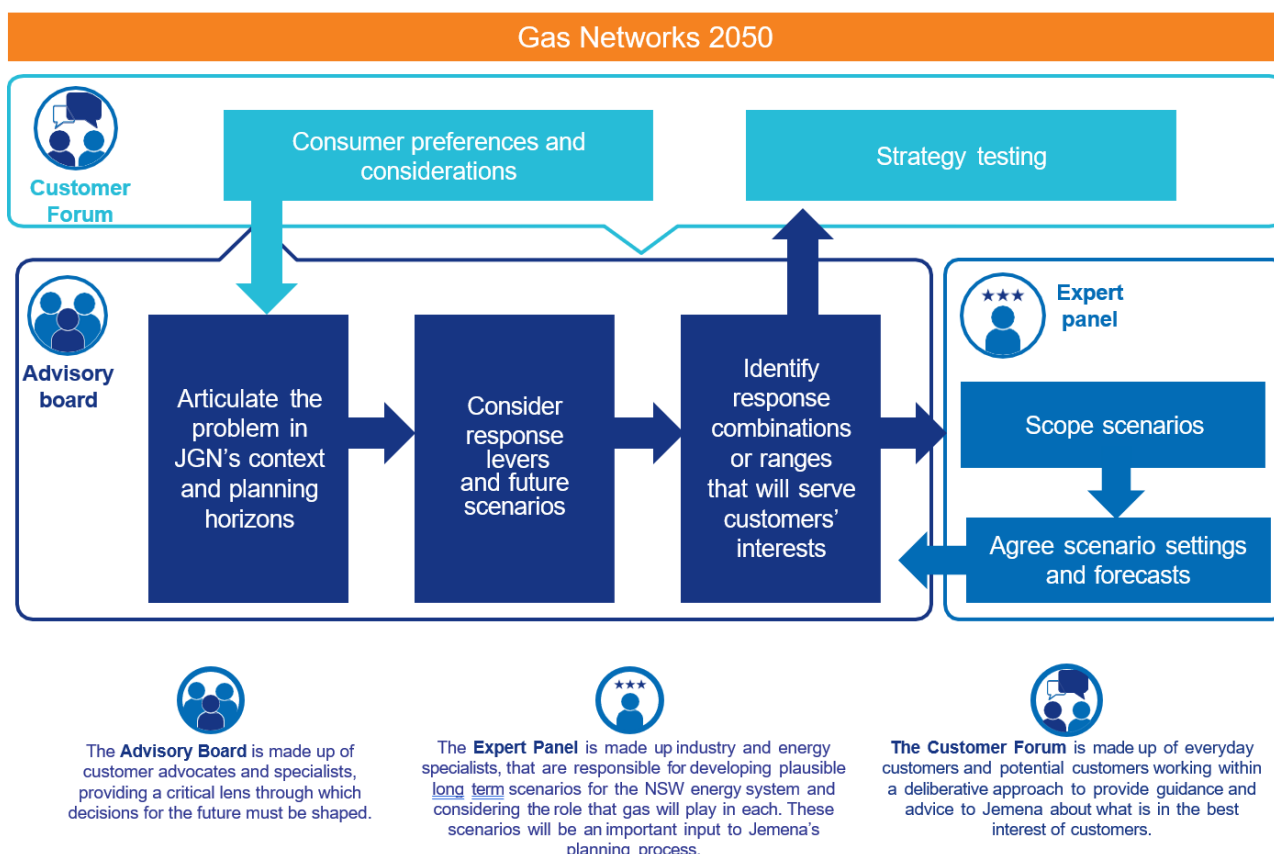 Gas Networks 2050
Customer
Forum
Consumer preferences and
considerations
Strategy testing
Advisory
board
Articulate the
problem in
JGN's context
and planning
horizons
Consider
response
levers
and future
scenarios
Identify
response
combinations
or ranges
that will serve
customers'
interests
Expert
panel
Scope scenarios
Agree scenario settings
and forecasts
The Advisory Board is made up of
customer advocates and specialists,
providing a critical lens through which
decisions for the future must be shaped.
The Expert Panel is made up industry and energy
specialists, that are responsible for developing plausible
long term scenarios for the NSW energy system and
considering the role that gas will play in each. These
scenarios will be an important input to Jemena's
planning process.
The Customer Forum is made up of everyday
customers and potential customers working within
a deliberative approach to provide guidance and
advice to Jemena about what is in the best
interest of customers.